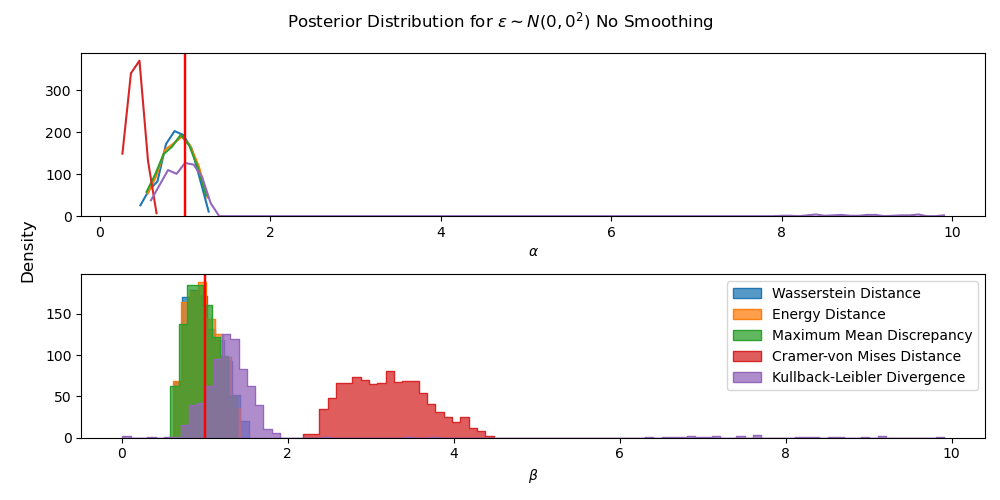 Posterior Distribution for ε ~ N(0, 0²) No Smoothing
Density
300
200
100
0
0 2 4 6 8 10
α
150
100
50
0
0 2 4 6 8 10
β
Wasserstein Distance
Energy Distance
Maximum Mean Discrepancy
Cramer-von Mises Distance
Kullback-Leibler Divergence